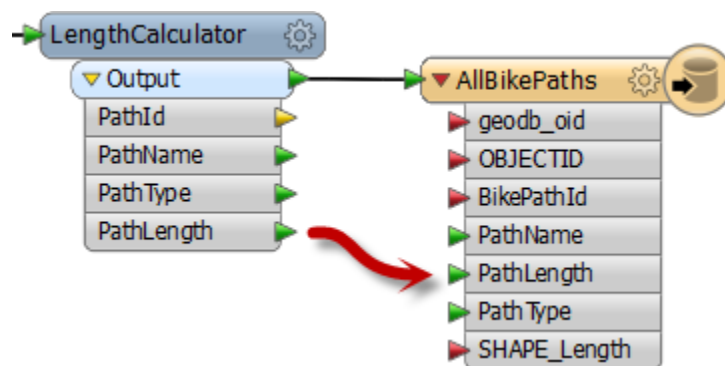 LengthCalculator
Output
PathId
PathName
PathType
PathLength
AllBikePaths
geodb_oid
OBJECTID
BikePathId
PathName
PathLength
PathType
SHAPE_Length